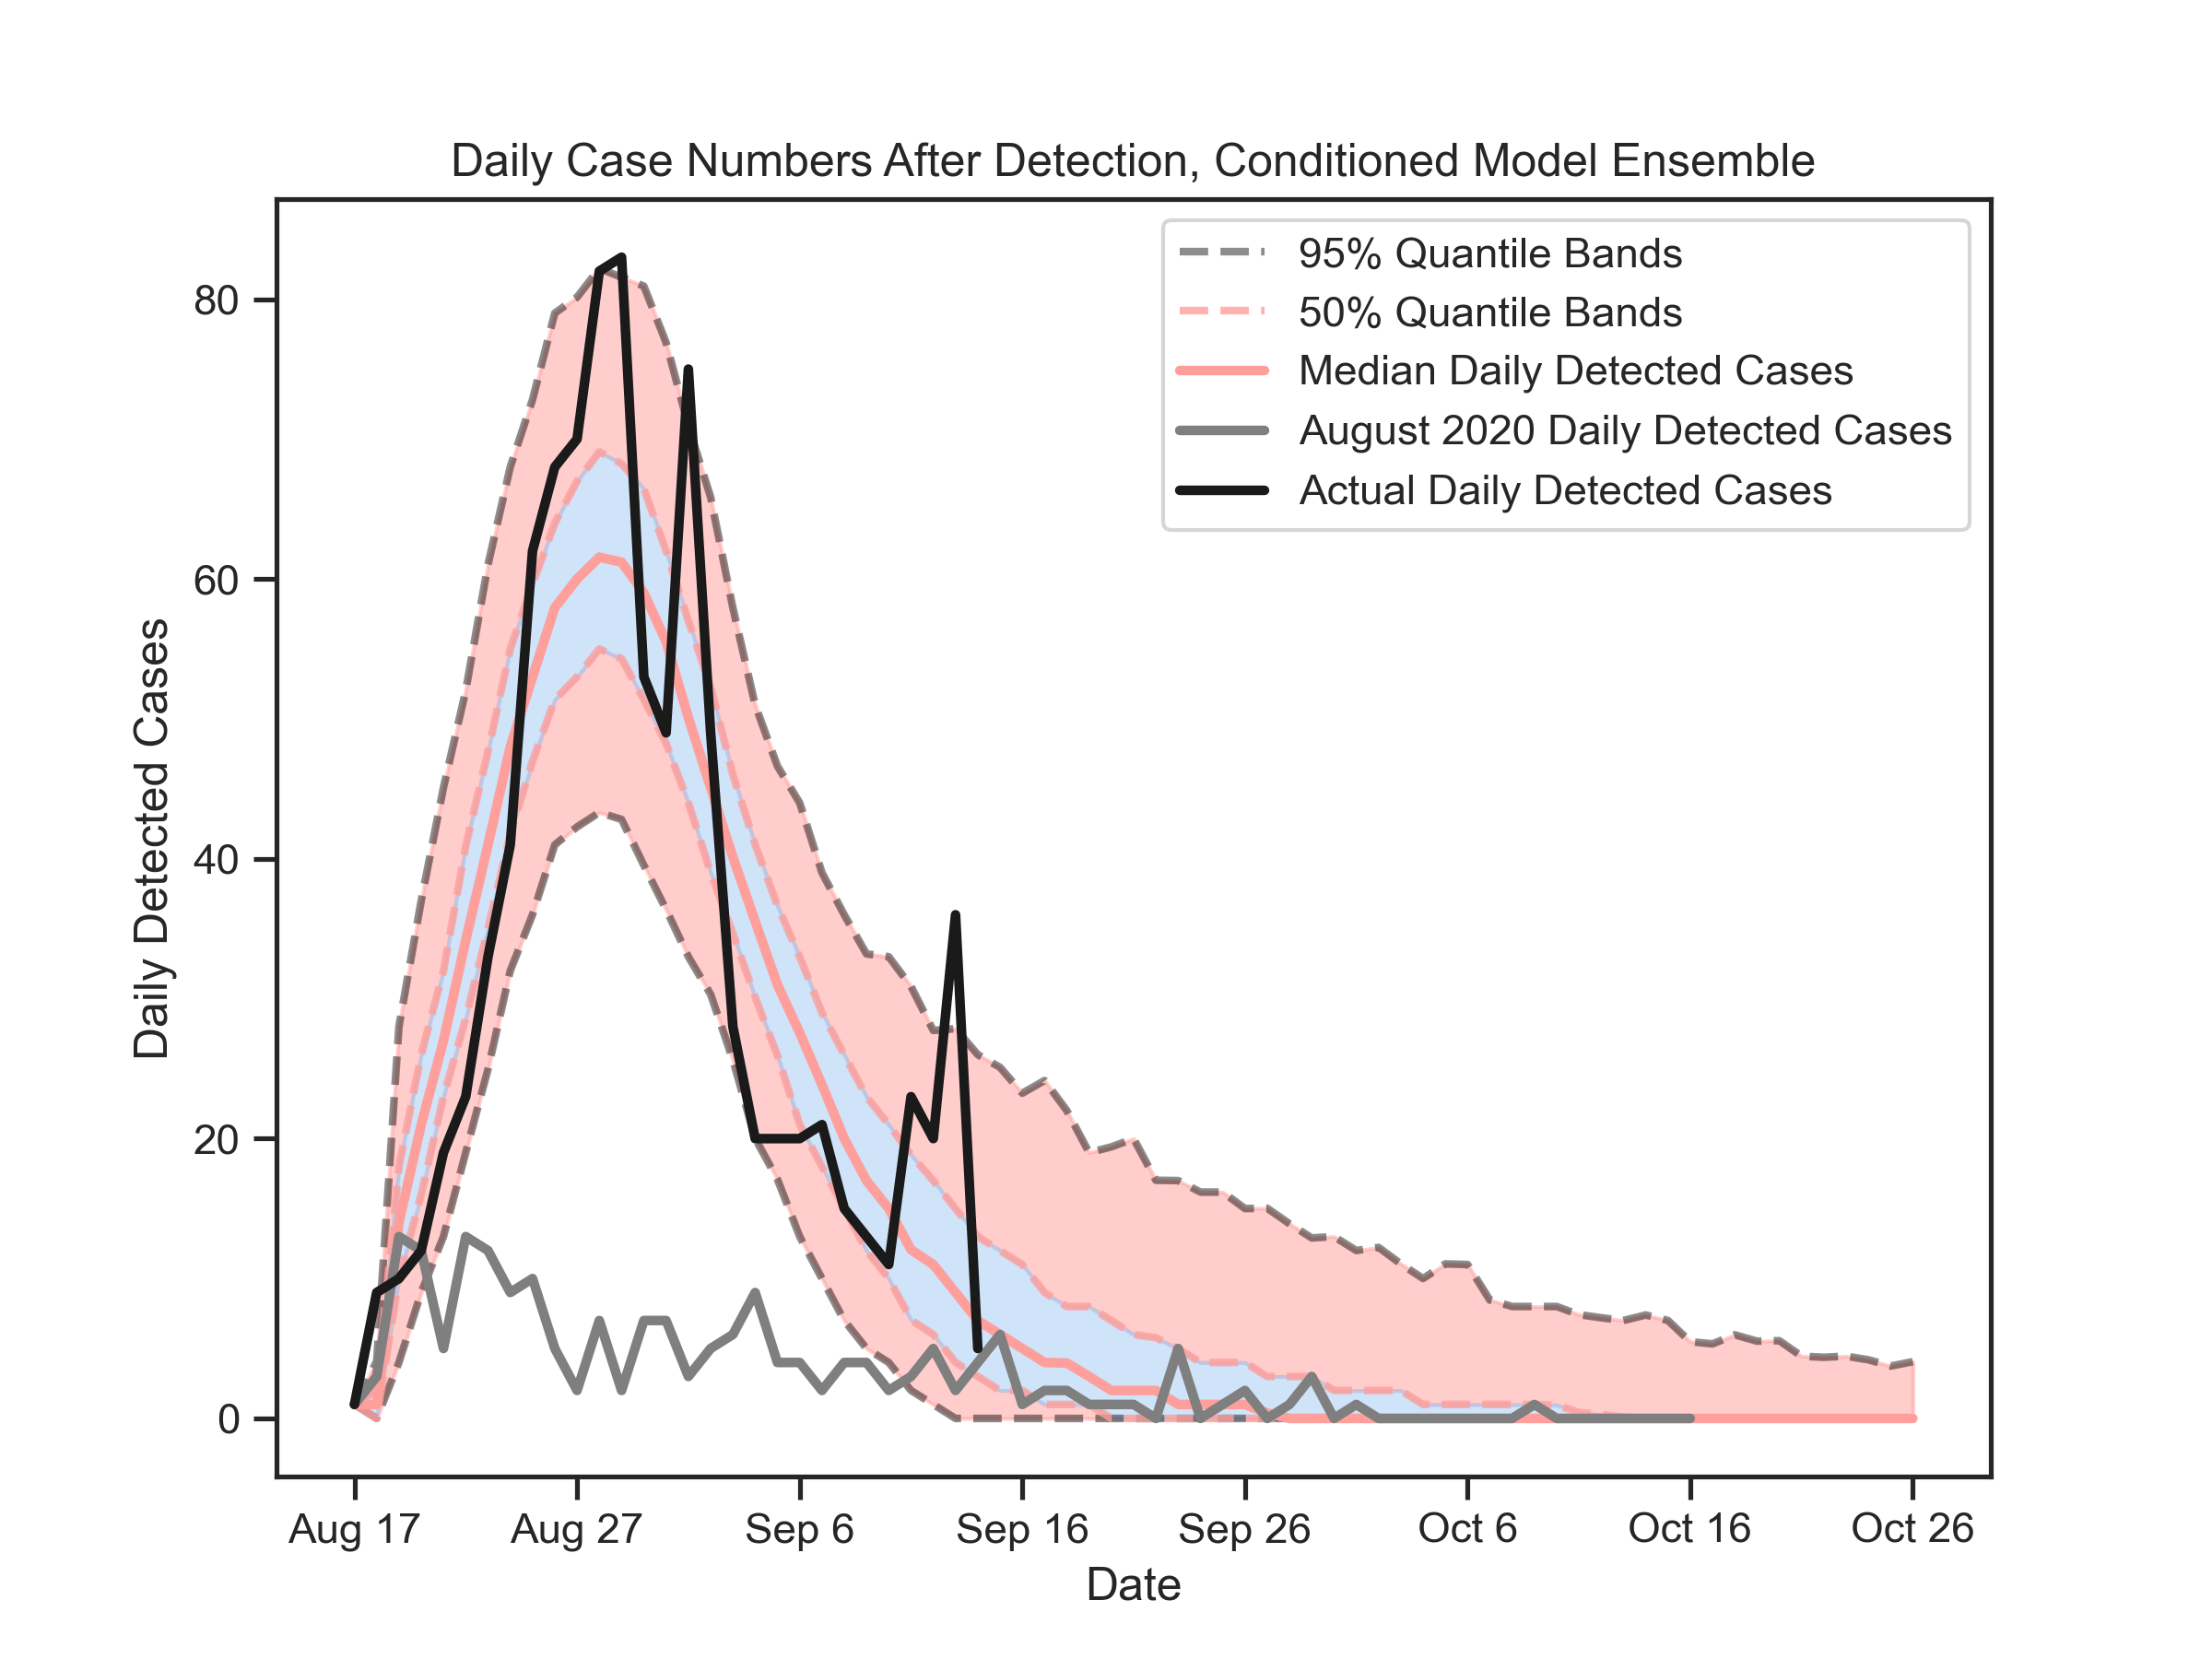 Daily Case Numbers After Detection, Conditioned Model Ensemble
95% Quantile Bands
50% Quantile Bands
Median Daily Detected Cases
August 2020 Daily Detected Cases
Actual Daily Detected Cases
Daily Detected Cases
80
60
40
20
0
Aug 17 Aug 27 Sep 6 Sep 16 Sep 26 Oct 6 Oct 16 Oct 26
Date